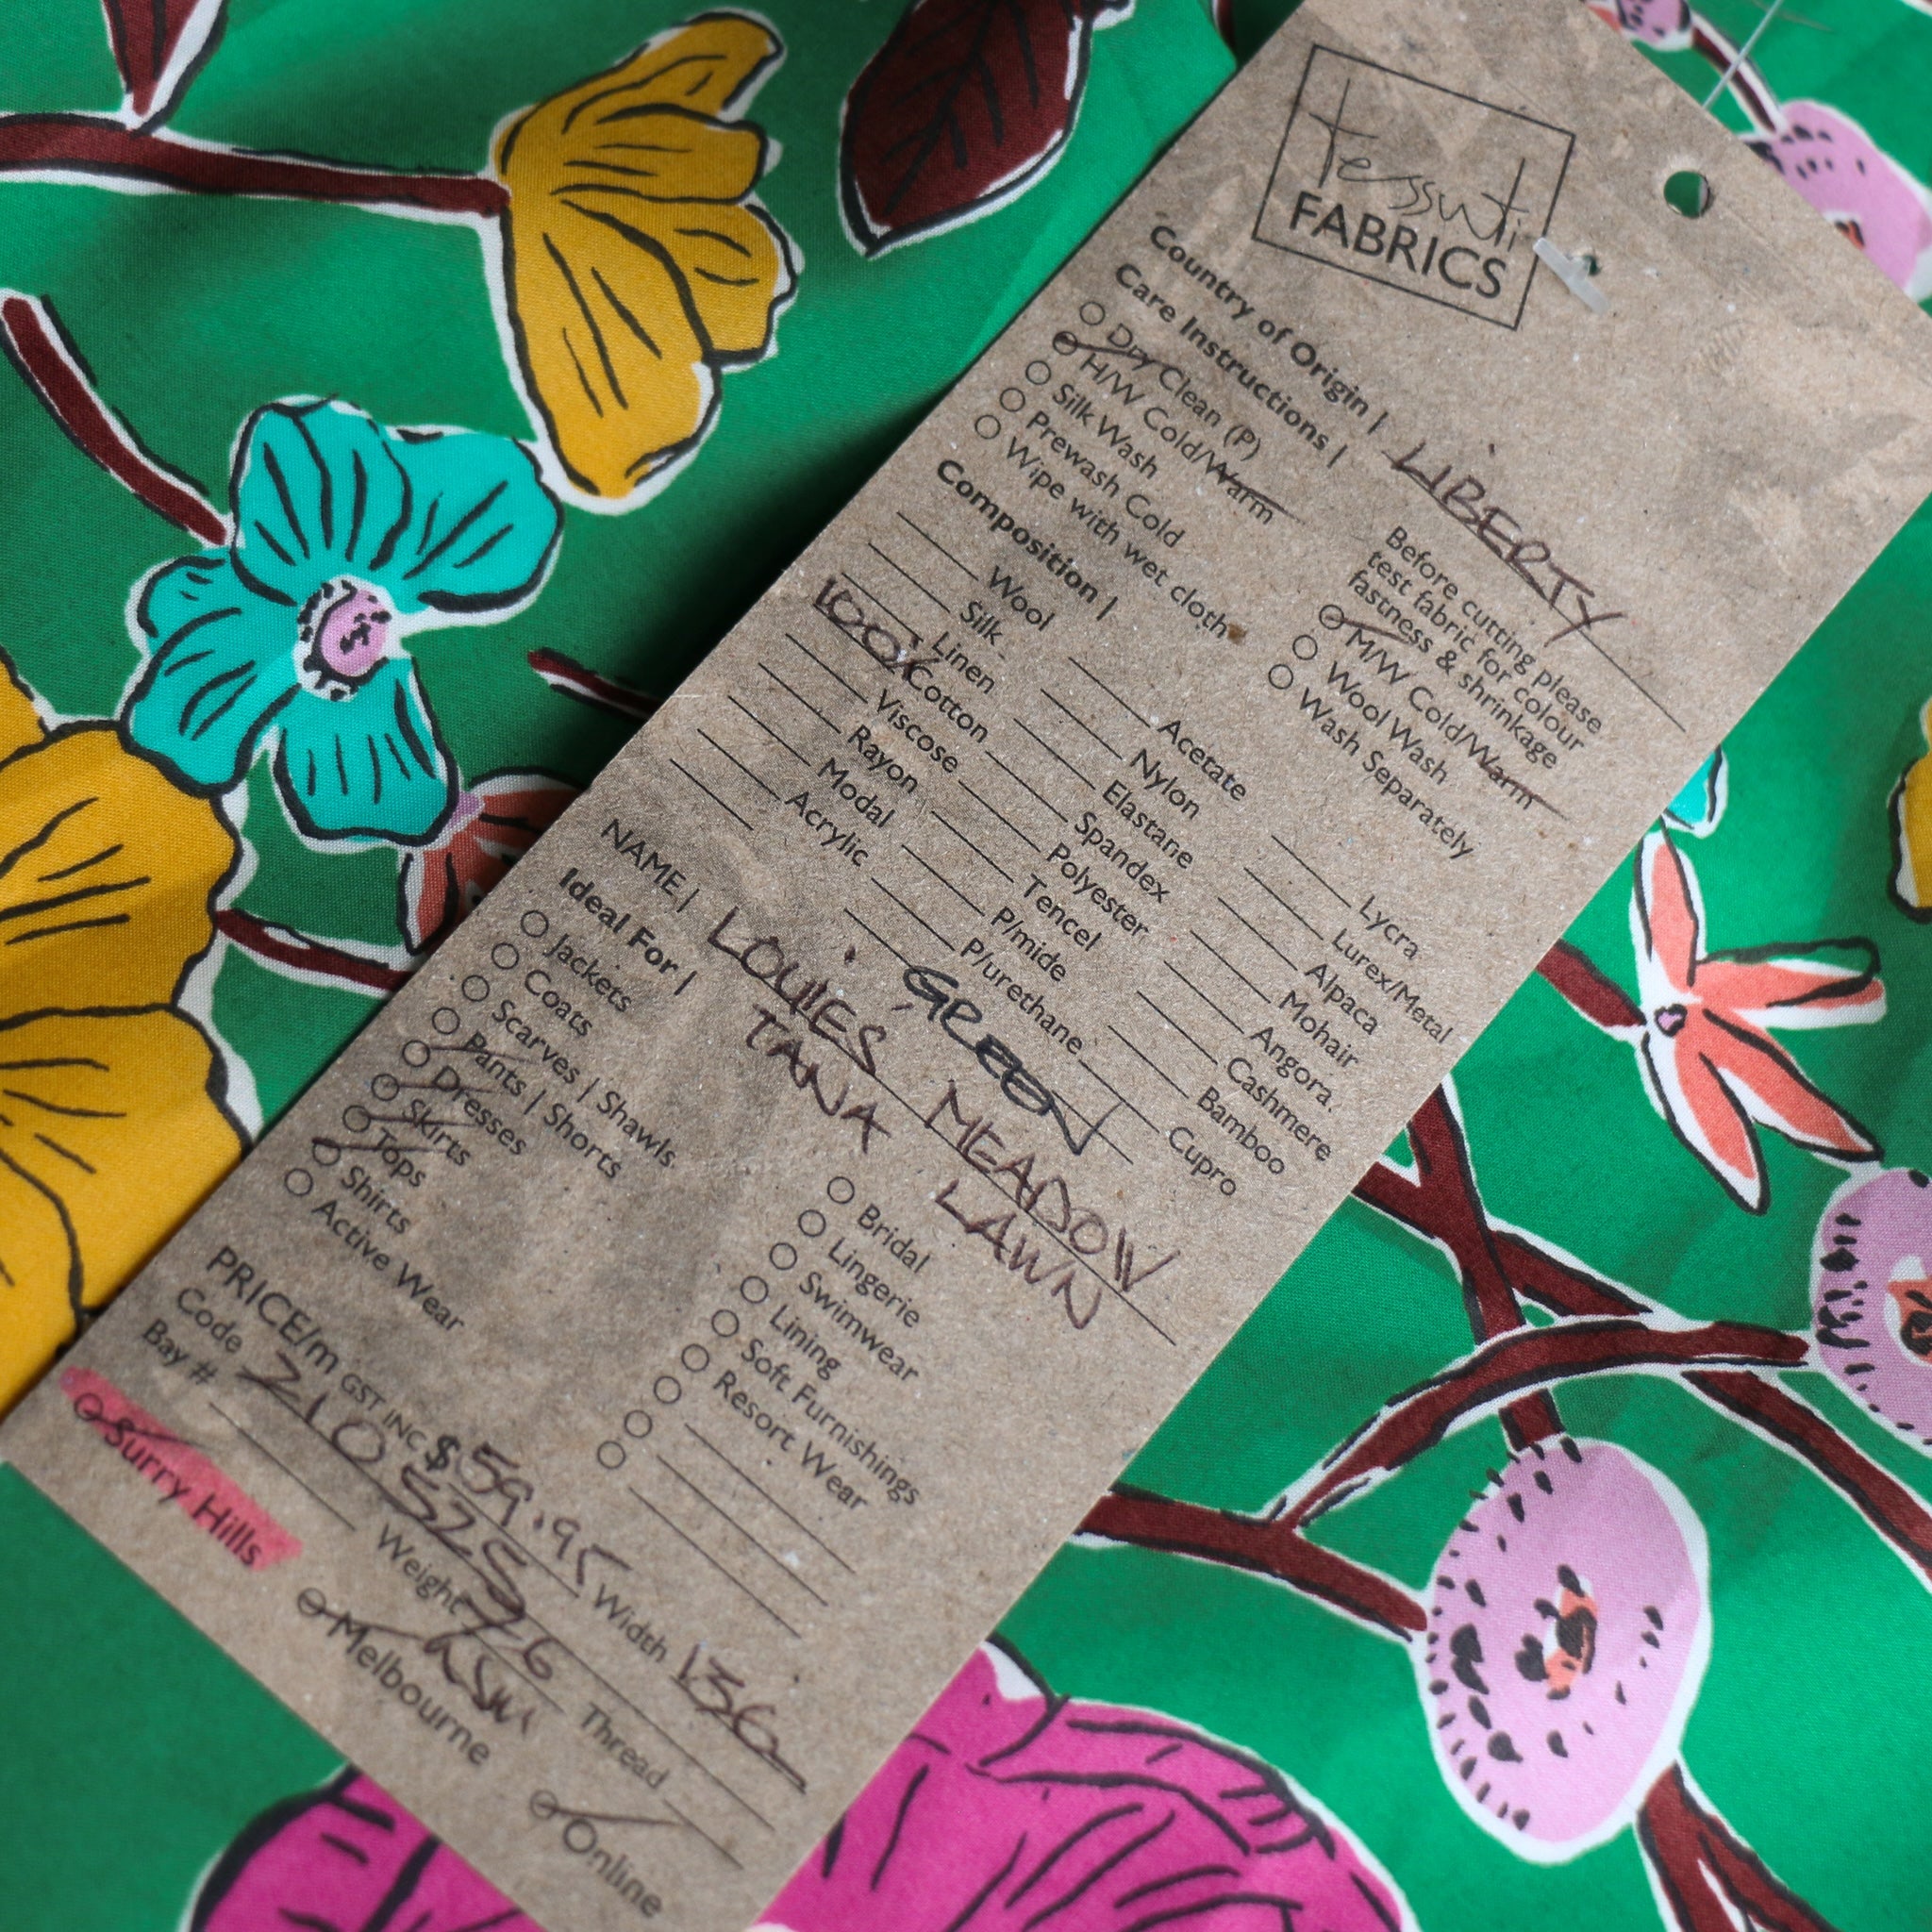 tessuti
FABRICS
Country of Origin | LIBERTY
Care Instructions |
Dry Clean (P)
H/W Cold/Warm
Silk Wash
Prewash Cold
Wipe with wet cloth
Before cutting please
test fabric for colour
fastness & shrinkage
M/W Cold/Warm
Wool Wash
Wash Separately
Composition |
Wool
Silk
Linen
100% Cotton
Viscose
Rayon
Modal
Acrylic
Acetate
Nylon
Elastane
Spandex
Polyester
Tencel
P/mide
P/urethane
Lycra
Lurex/Metal
Alpaca
Mohair
Angora.
Cashmere
Bamboo
Cupro
GREEN
NAME | LOUIES MEADOW
TANA LAWN
Ideal For |
Jackets
Coats
Scarves | Shawls
Pants | Shorts
Dresses
Skirts
Tops
Shirts
Active Wear
Bridal
Lingerie
Swimwear
Lining
Soft Furnishings
Resort Wear
PRICE/m GST INC $59.95 Width 136
Code 210525 Weight 76 Thread
Bay #
Surry Hills Melbourne Online